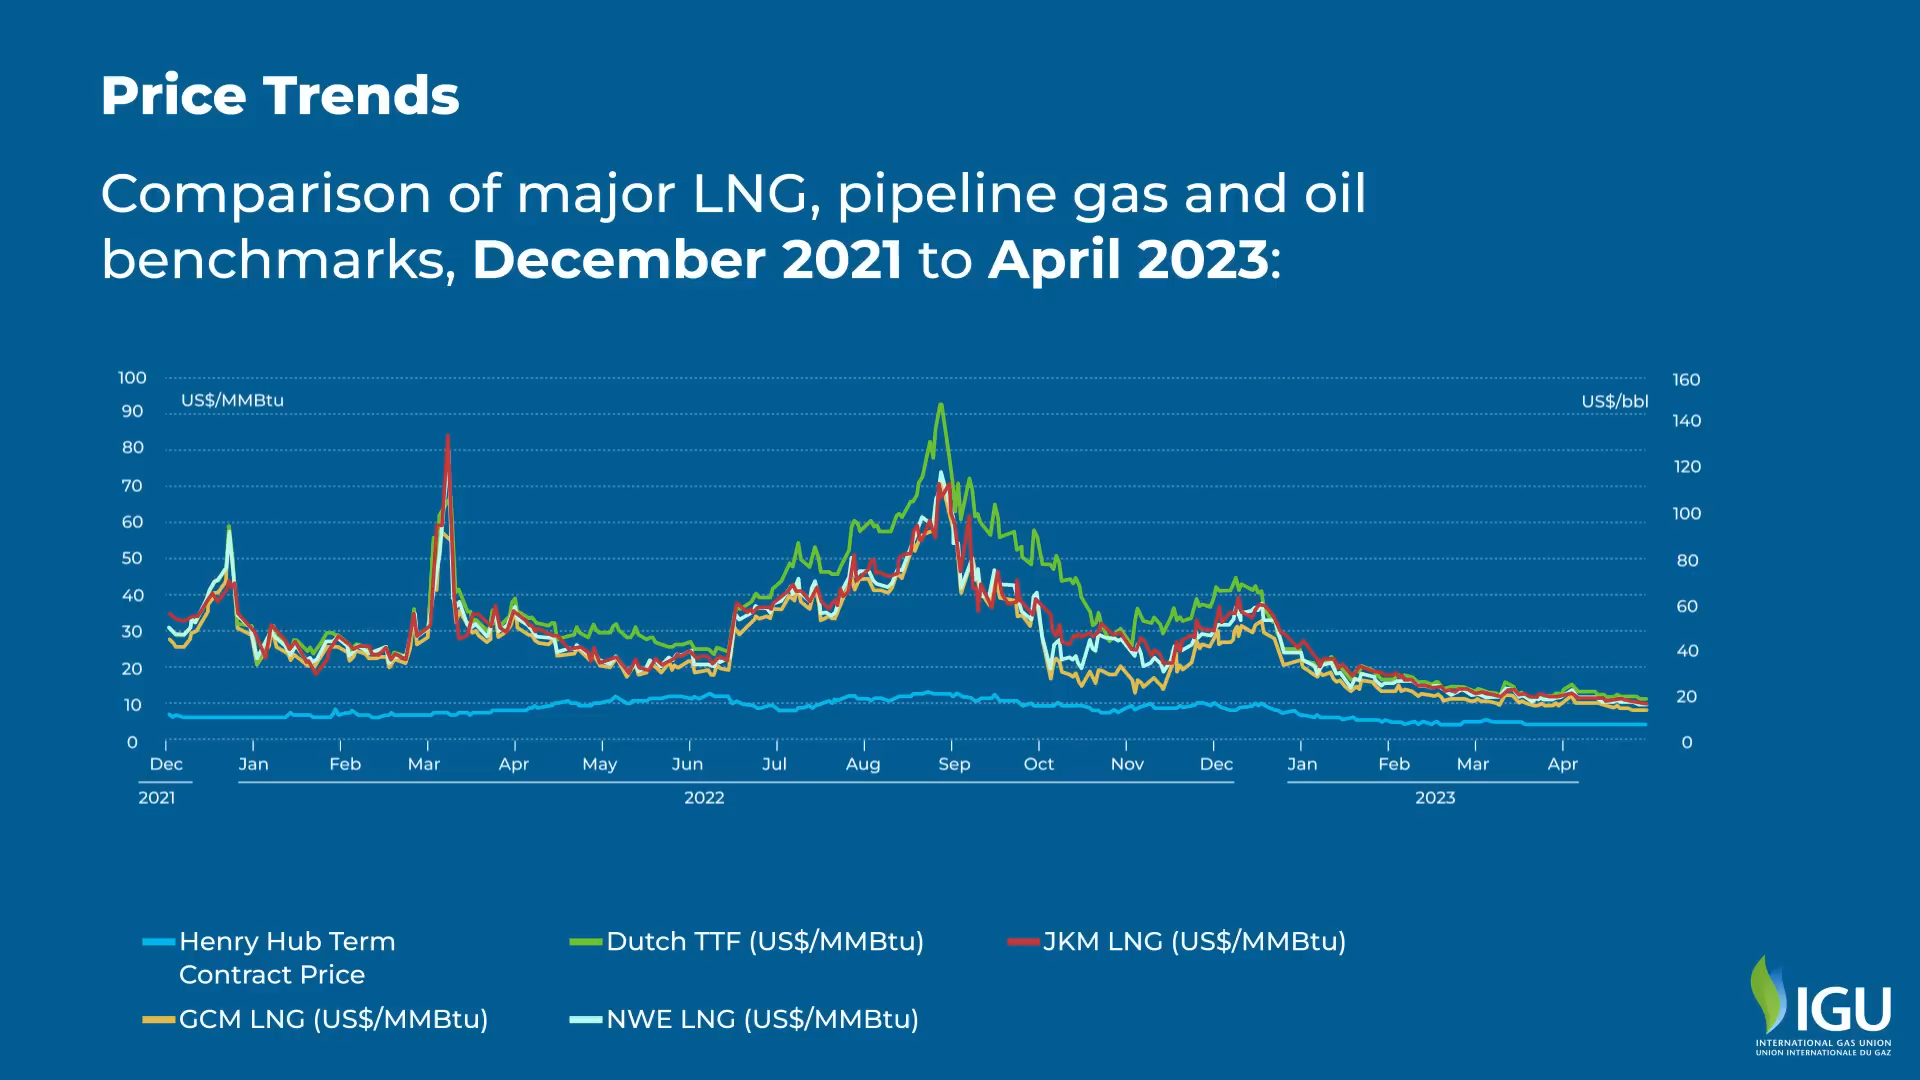 Price Trends
Comparison of major LNG, pipeline gas and oil
benchmarks, December 2021 to April 2023:
100
90
80
70
60
50
40
30
20
10
0
US$/MMBtu
US$/bbl
160
140
120
100
80
60
40
20
0
Dec Jan Feb Mar Apr May Jun Jul Aug Sep Oct Nov Dec Jan Feb Mar Apr
2021 2022 2023
Henry Hub Term
Contract Price
Dutch TTF (US$/MMBtu)
JKM LNG (US$/MMBtu)
GCM LNG (US$/MMBtu)
NWE LNG (US$/MMBtu)
IGU
INTERNATIONAL GAS UNION
UNION INTERNATIONALE DU GAZ